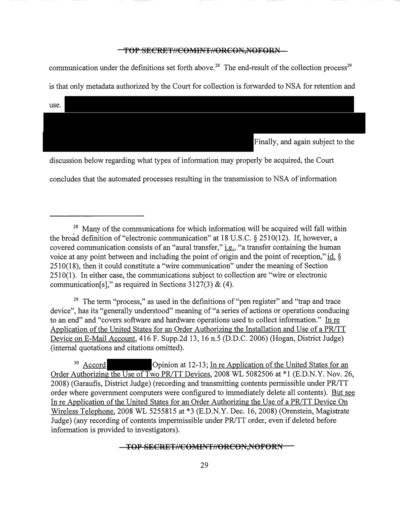 TOP SECRET//COMINT//ORCON,NOFORN
communication under the definitions set forth above.28 The end-result of the collection process29
is that only metadata authorized by the Court for collection is forwarded to NSA for retention and
use.
Finally, and again subject to the
discussion below regarding what types of information may properly be acquired, the Court
concludes that the automated processes resulting in the transmission to NSA of information
28 Many of the communications for which information will be acquired will fall within
the broad definition of "electronic communication" at 18 U.S.C. § 2510(12). If, however, a
covered communication consists of an "aural transfer," i.e., "a transfer containing the human
voice at any point between and including the point of origin and the point of reception," id. §
2510(18), then it could constitute a "wire communication" under the meaning of Section
2510(1). In either case, the communications subject to collection are "wire or electronic
communication[s]," as required in Sections 3127(3) & (4).
29 The term "process," as used in the definitions of "pen register" and "trap and trace
device", has its "generally understood" meaning of "a series of actions or operations conducing
to an end" and "covers software and hardware operations used to collect information." In re
Application of the United States for an Order Authorizing the Installation and Use of a PR/TT
Device on E-Mail Account, 416 F. Supp.2d 13, 16 n.5 (D.D.C. 2006) (Hogan, District Judge)
(internal quotations and citations omitted).
30 Accord Opinion at 12-13; In re Application of the United States for an
Order Authorizing the Use of Two PR/TT Devices, 2008 WL 5082506 at *1 (E.D.N.Y. Nov. 26,
2008) (Garaufis, District Judge) (recording and transmitting contents permissible under PR/TT
order where government computers were configured to immediately delete all contents). But see
In re Application of the United States for an Order Authorizing the Use of a PR/TT Device On
Wireless Telephone, 2008 WL 5255815 at *3 (E.D.N.Y. Dec. 16, 2008) (Orenstein, Magistrate
Judge) (any recording of contents impermissible under PR/TT order, even if deleted before
information is provided to investigators).
TOP SECRET//COMINT//ORCON,NOFORN
29